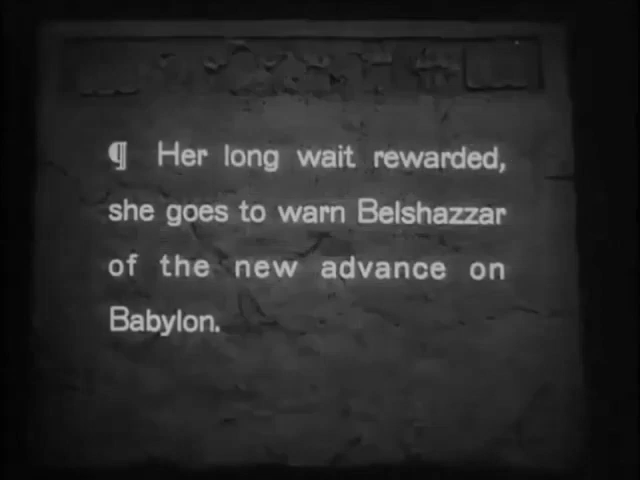 ¶ Her long wait rewarded,
she goes to warn Belshazzar
of the new advance on
Babylon.